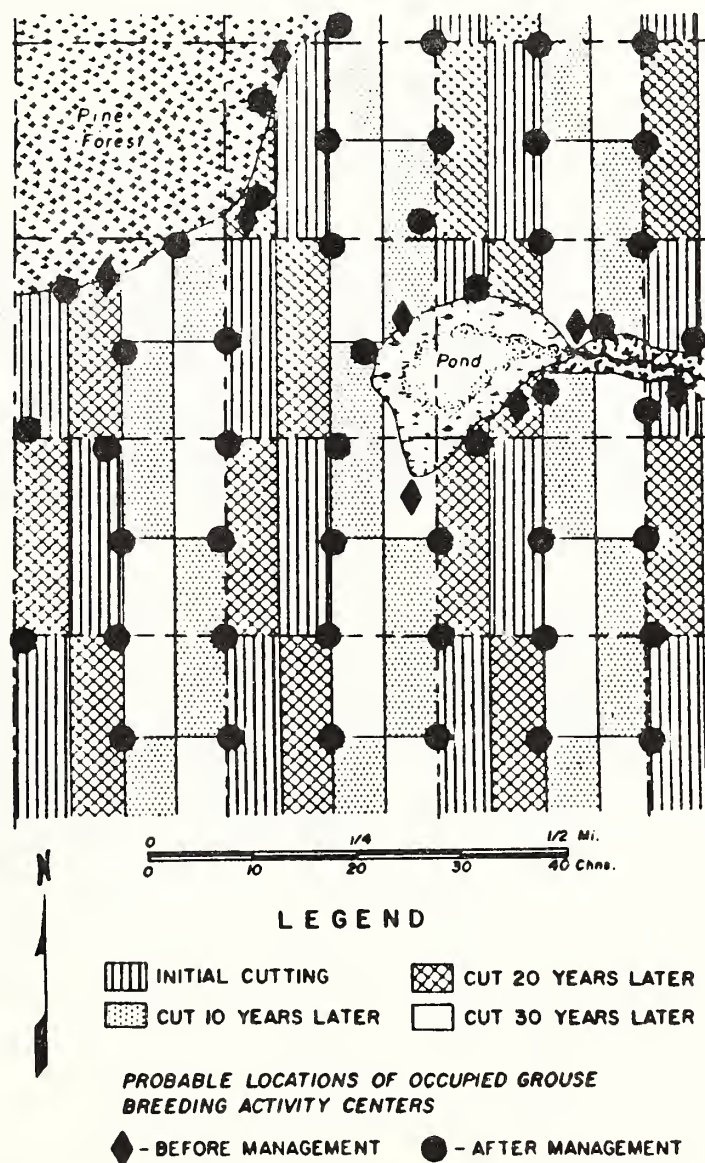 Pine
Forest
Pond
0 1/4 1/2 Mi.
0 10 20 30 40 Chns.
N
LEGEND
INITIAL CUTTING
CUT 20 YEARS LATER
CUT 10 YEARS LATER
CUT 30 YEARS LATER
PROBABLE LOCATIONS OF OCCUPIED GROUSE
BREEDING ACTIVITY CENTERS
- BEFORE MANAGEMENT
- AFTER MANAGEMENT